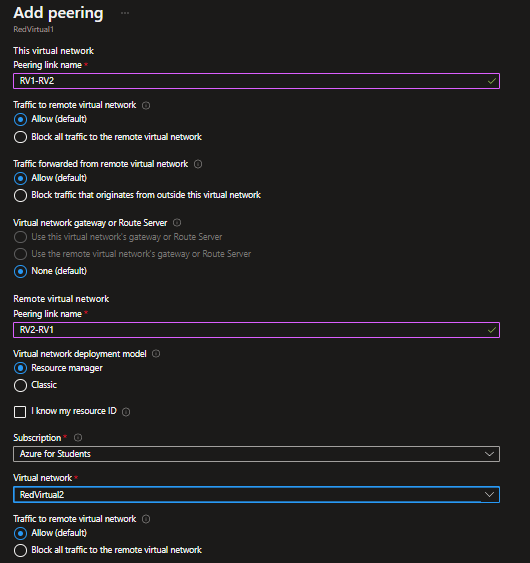 Add peering ...
RedVirtual1
This virtual network
Peering link name *
RV1-RV2
Traffic to remote virtual network
Allow (default)
Block all traffic to the remote virtual network
Traffic forwarded from remote virtual network
Allow (default)
Block traffic that originates from outside this virtual network
Virtual network gateway or Route Server
Use this virtual network's gateway or Route Server
Use the remote virtual network's gateway or Route Server
None (default)
Remote virtual network
Peering link name *
RV2-RV1
Virtual network deployment model
Resource manager
Classic
I know my resource ID
Subscription *
Azure for Students
Virtual network *
RedVirtual2
Traffic to remote virtual network
Allow (default)
Block all traffic to the remote virtual network